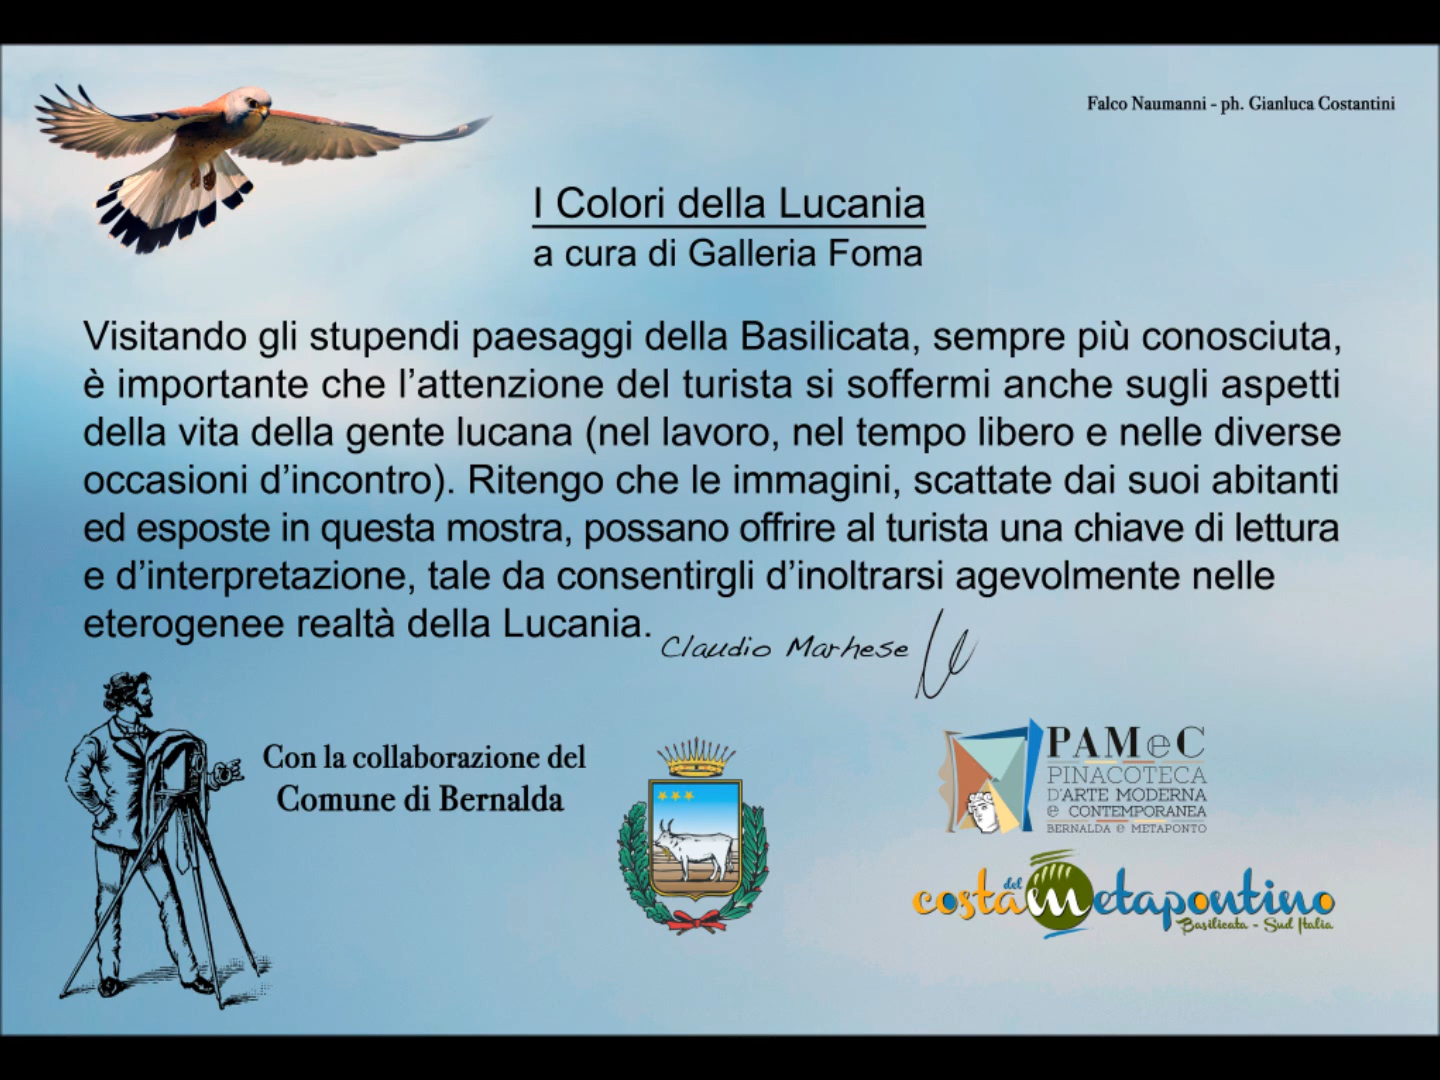 Falco Naumanni - ph. Gianluca Costantini
I Colori della Lucania
a cura di Galleria Foma
Visitando gli stupendi paesaggi della Basilicata, sempre più conosciuta,
è importante che l’attenzione del turista si soffermi anche sugli aspetti
della vita della gente lucana (nel lavoro, nel tempo libero e nelle diverse
occasioni d’incontro). Ritengo che le immagini, scattate dai suoi abitanti
ed esposte in questa mostra, possano offrire al turista una chiave di lettura
e d’interpretazione, tale da consentirgli d’inoltrarsi agevolmente nelle
eterogenee realtà della Lucania.
Claudio Marhese
Con la collaborazione del
Comune di Bernalda
PAMeC
PINACOTECA
D'ARTE MODERNA
e CONTEMPORANEA
BERNALDA e METAPONTO
costa del Metapontino
Basilicata - Sud Italia